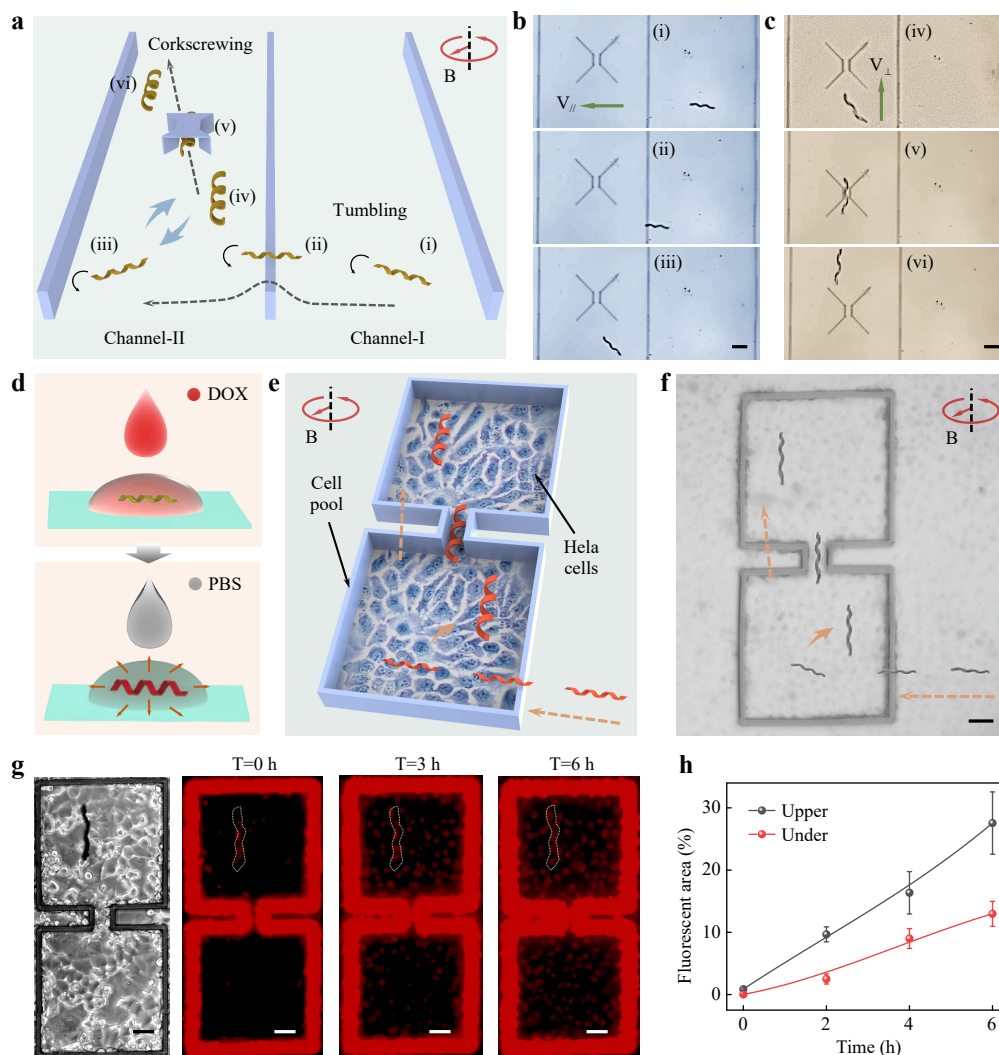 a
Corkscrewing
B
(vi)
(v)
(iv)
Tumbling
(iii)
(ii)
(i)
Channel-II
Channel-I
b
(i)
V//
(ii)
(iii)
c
(iv)
V⊥
(v)
(vi)
d
DOX
PBS
e
B
Cell
pool
Hela
cells
f
B
g
T=0 h
T=3 h
T=6 h
h
Upper
Under
Fluorescent area (%)
30
20
10
0
0
2
4
6
Time (h)